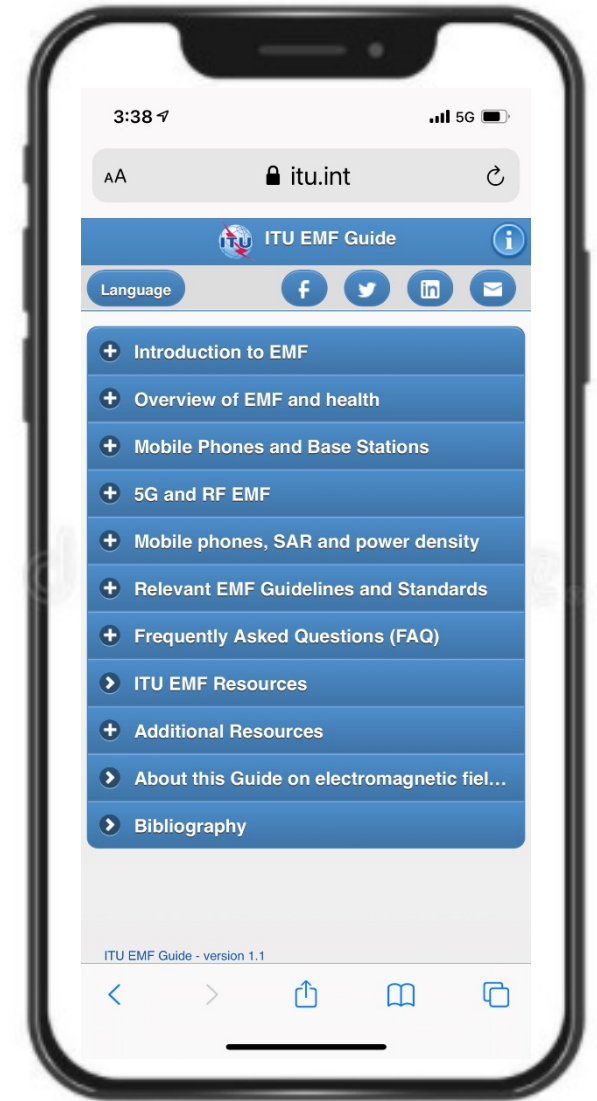 3:38
5G
AA
itu.int
ITU
ITU EMF Guide
i
Language
f
in
Introduction to EMF
Overview of EMF and health
Mobile Phones and Base Stations
5G and RF EMF
Mobile phones, SAR and power density
Relevant EMF Guidelines and Standards
Frequently Asked Questions (FAQ)
ITU EMF Resources
Additional Resources
About this Guide on electromagnetic fiel...
Bibliography
ITU EMF Guide - version 1.1